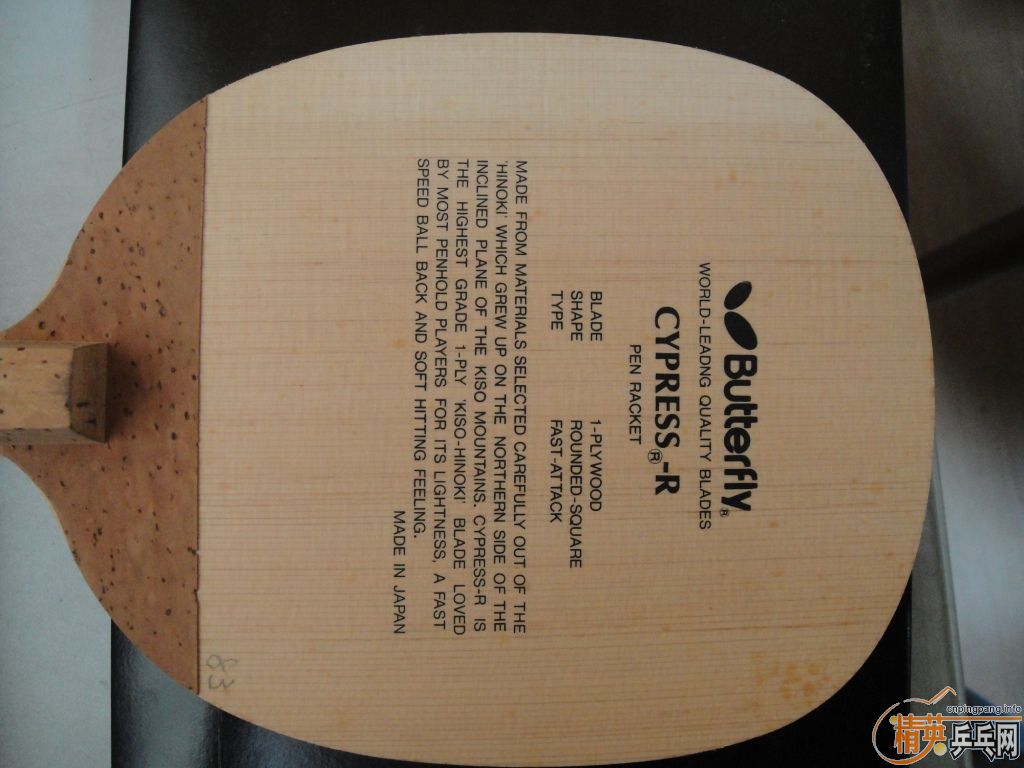 Butterfly®
WORLD-LEADNG QUALITY BLADES
CYPRESS®-R
PEN RACKET
BLADE 1-PLYWOOD
SHAPE ROUNDED-SQUARE
TYPE FAST-ATTACK
MADE FROM MATERIALS SELECTED CAREFULLY OUT OF THE
'HINOKI' WHICH GREW UP ON THE NORTHERN SIDE OF THE
INCLINED PLANE OF THE KISO MOUNTAINS. CYPRESS-R IS
THE HIGHEST GRADE 1-PLY 'KISO-HINOKI' BLADE LOVED
BY MOST PENHOLD PLAYERS FOR ITS LIGHTNESS, A FAST
SPEED BALL BACK AND SOFT HITTING FEELING.
MADE IN JAPAN
83
cnpingpang.info
精英乒乓网